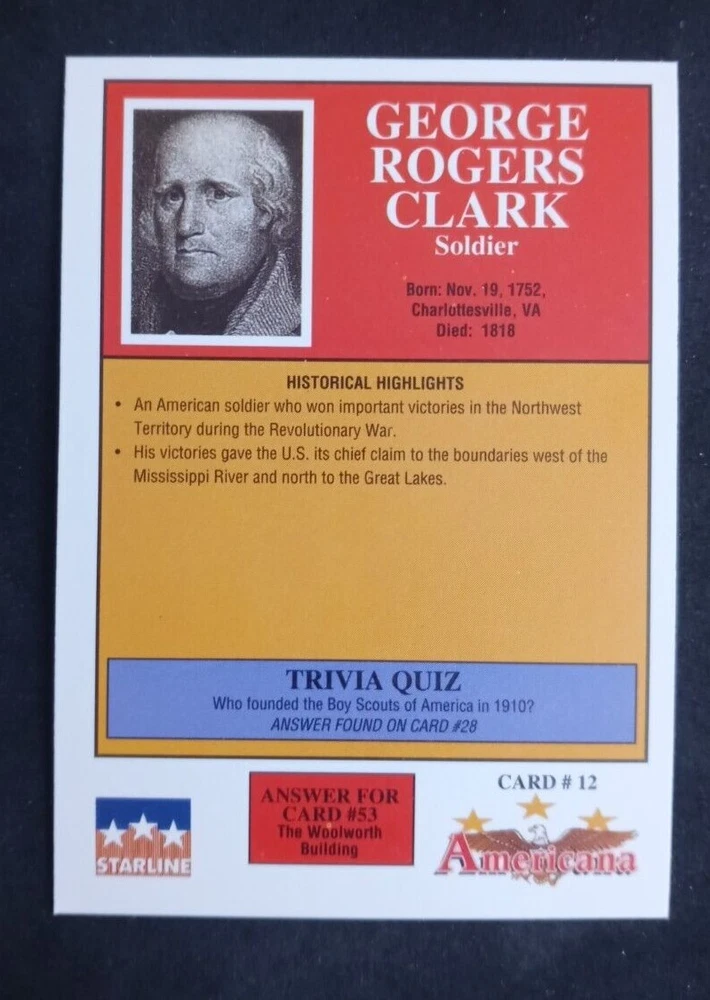 GEORGE
ROGERS
CLARK
Soldier
Born: Nov. 19, 1752,
Charlottesville, VA
Died: 1818
HISTORICAL HIGHLIGHTS
• An American soldier who won important victories in the Northwest
Territory during the Revolutionary War.
• His victories gave the U.S. its chief claim to the boundaries west of the
Mississippi River and north to the Great Lakes.
TRIVIA QUIZ
Who founded the Boy Scouts of America in 1910?
ANSWER FOUND ON CARD #28
STARLINE
ANSWER FOR
CARD #53
The Woolworth
Building
CARD # 12
Americana